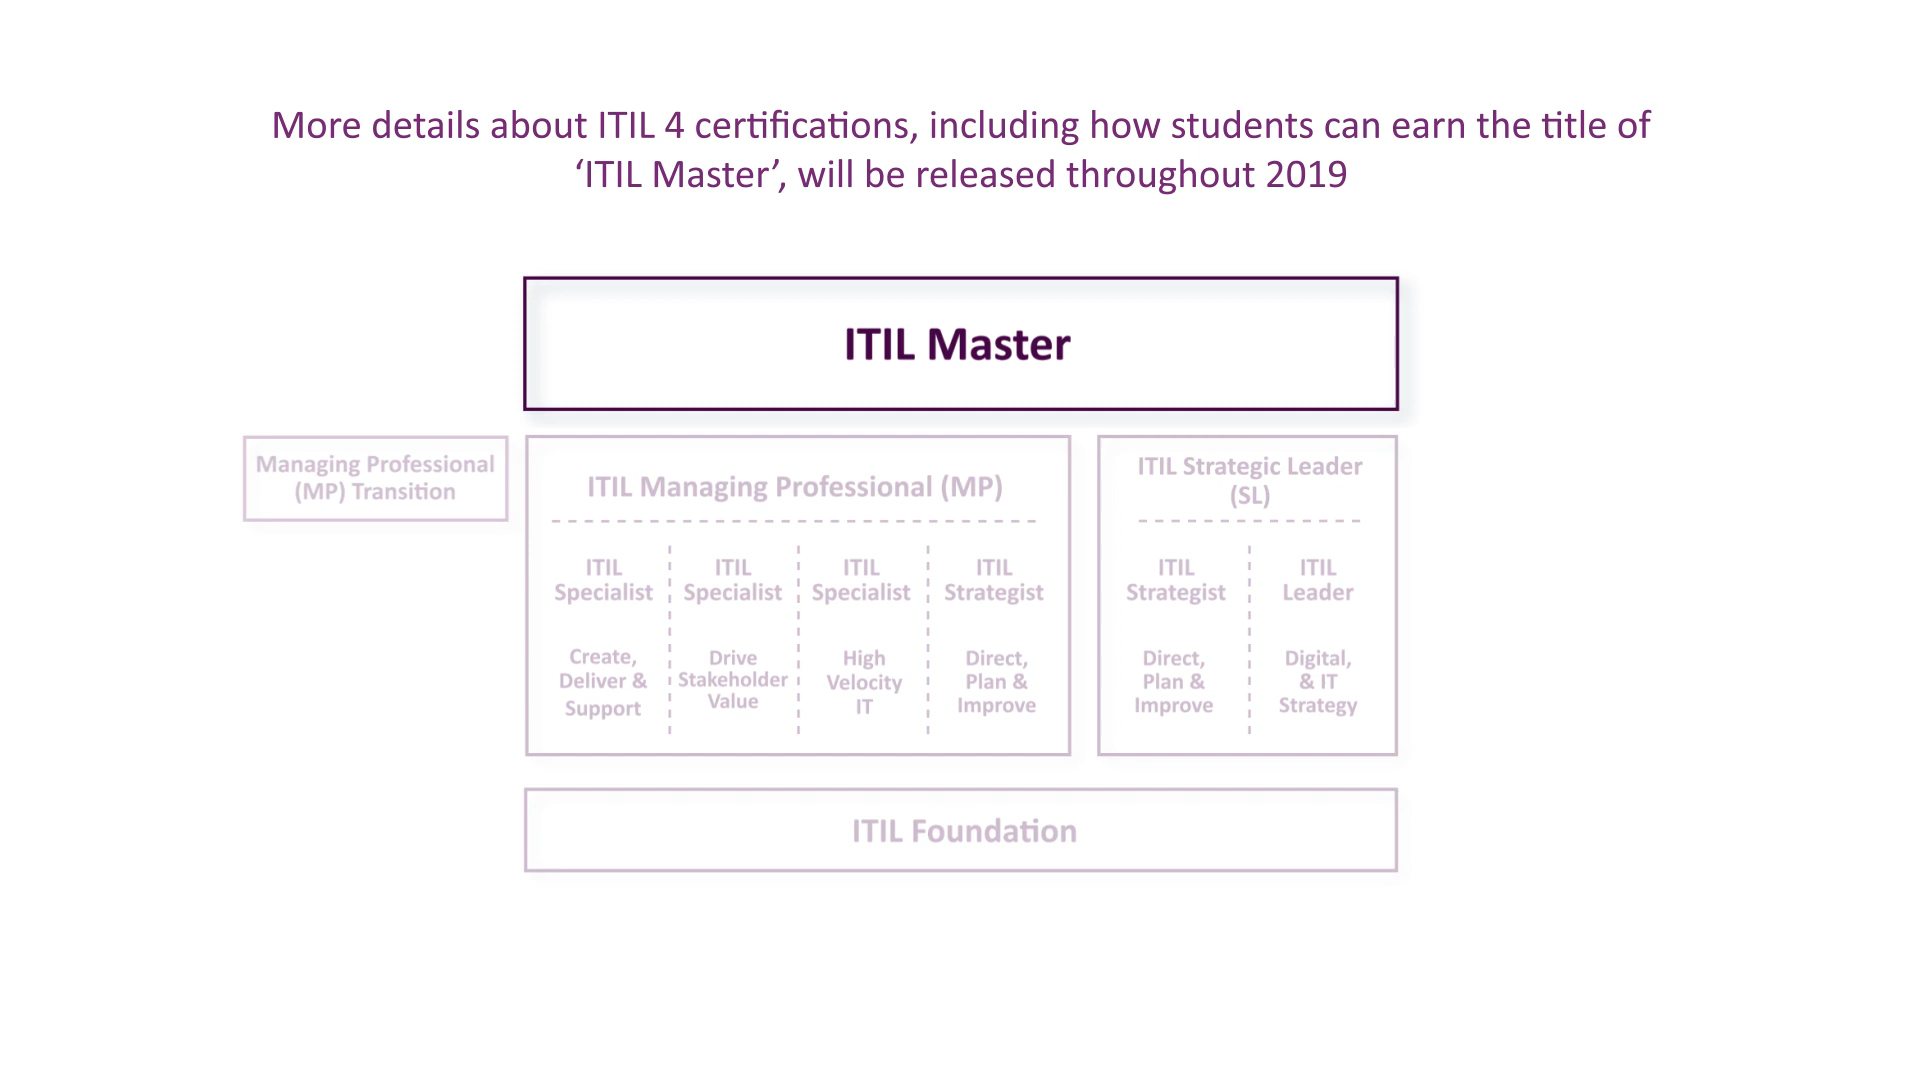 More details about ITIL 4 certifications, including how students can earn the title of
‘ITIL Master’, will be released throughout 2019
ITIL Master
Managing Professional
(MP) Transition
ITIL Managing Professional (MP)
ITIL
Specialist
Create,
Deliver &
Support
ITIL
Specialist
Drive
Stakeholder
Value
ITIL
Specialist
High
Velocity
IT
ITIL
Strategist
Direct,
Plan &
Improve
ITIL Strategic Leader
(SL)
ITIL
Strategist
Direct,
Plan &
Improve
ITIL
Leader
Digital,
& IT
Strategy
ITIL Foundation